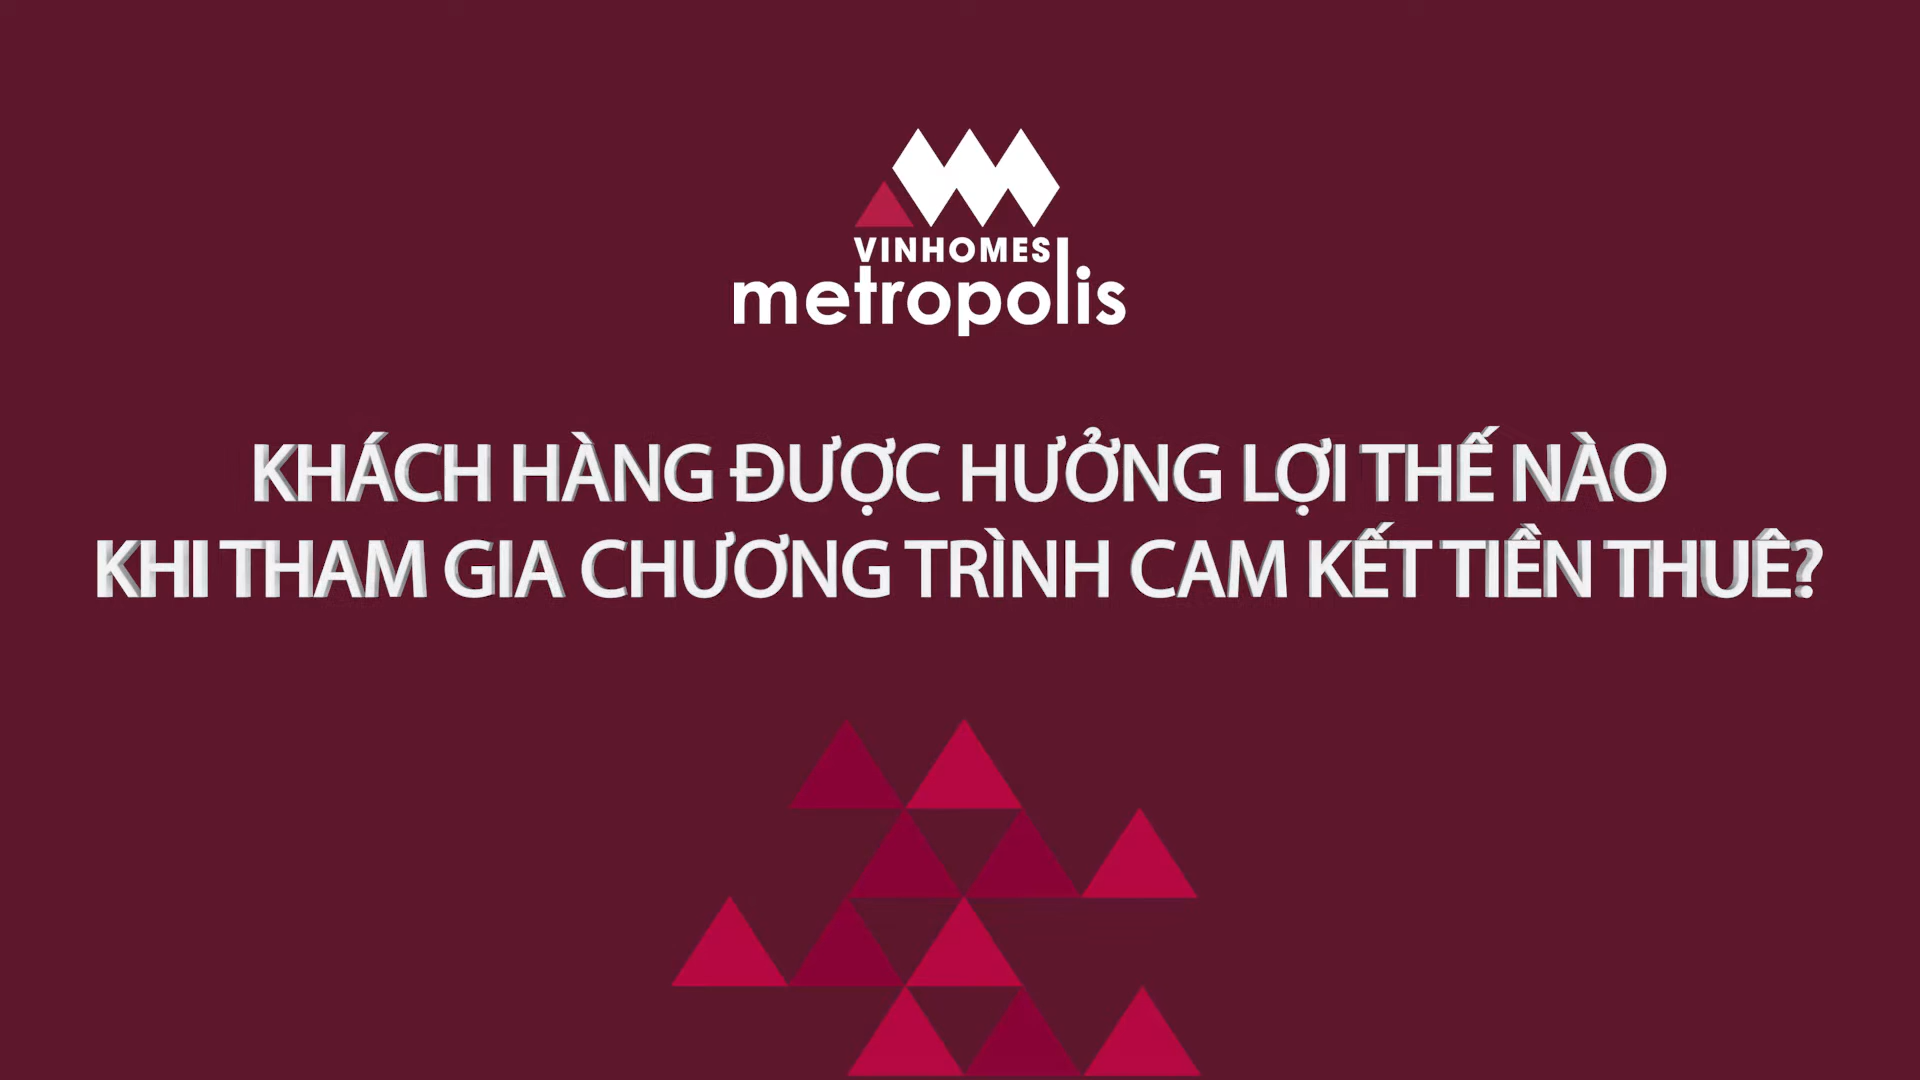 VINHOMES
metropolis
KHÁCH HÀNG ĐƯỢC HƯỞNG LỢI THẾ NÀO
KHI THAM GIA CHƯƠNG TRÌNH CAM KẾT TIỀN THUÊ?